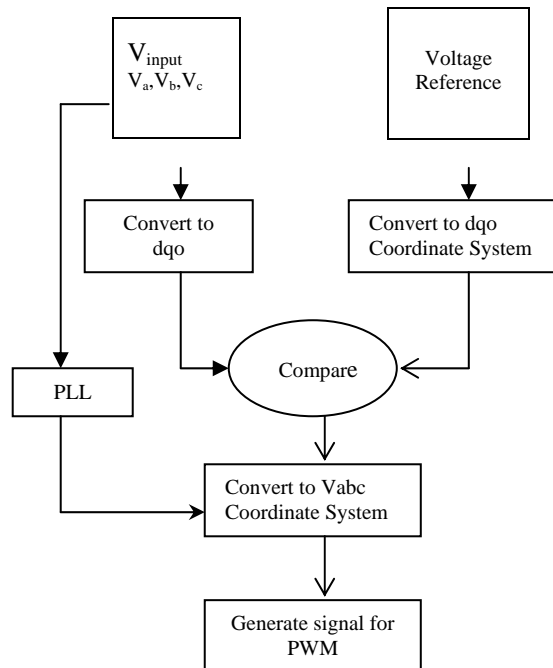 V_input
V_a,V_b,V_c
Voltage
Reference
Convert to
dqo
Convert to dqo
Coordinate System
Compare
PLL
Convert to Vabc
Coordinate System
Generate signal for
PWM